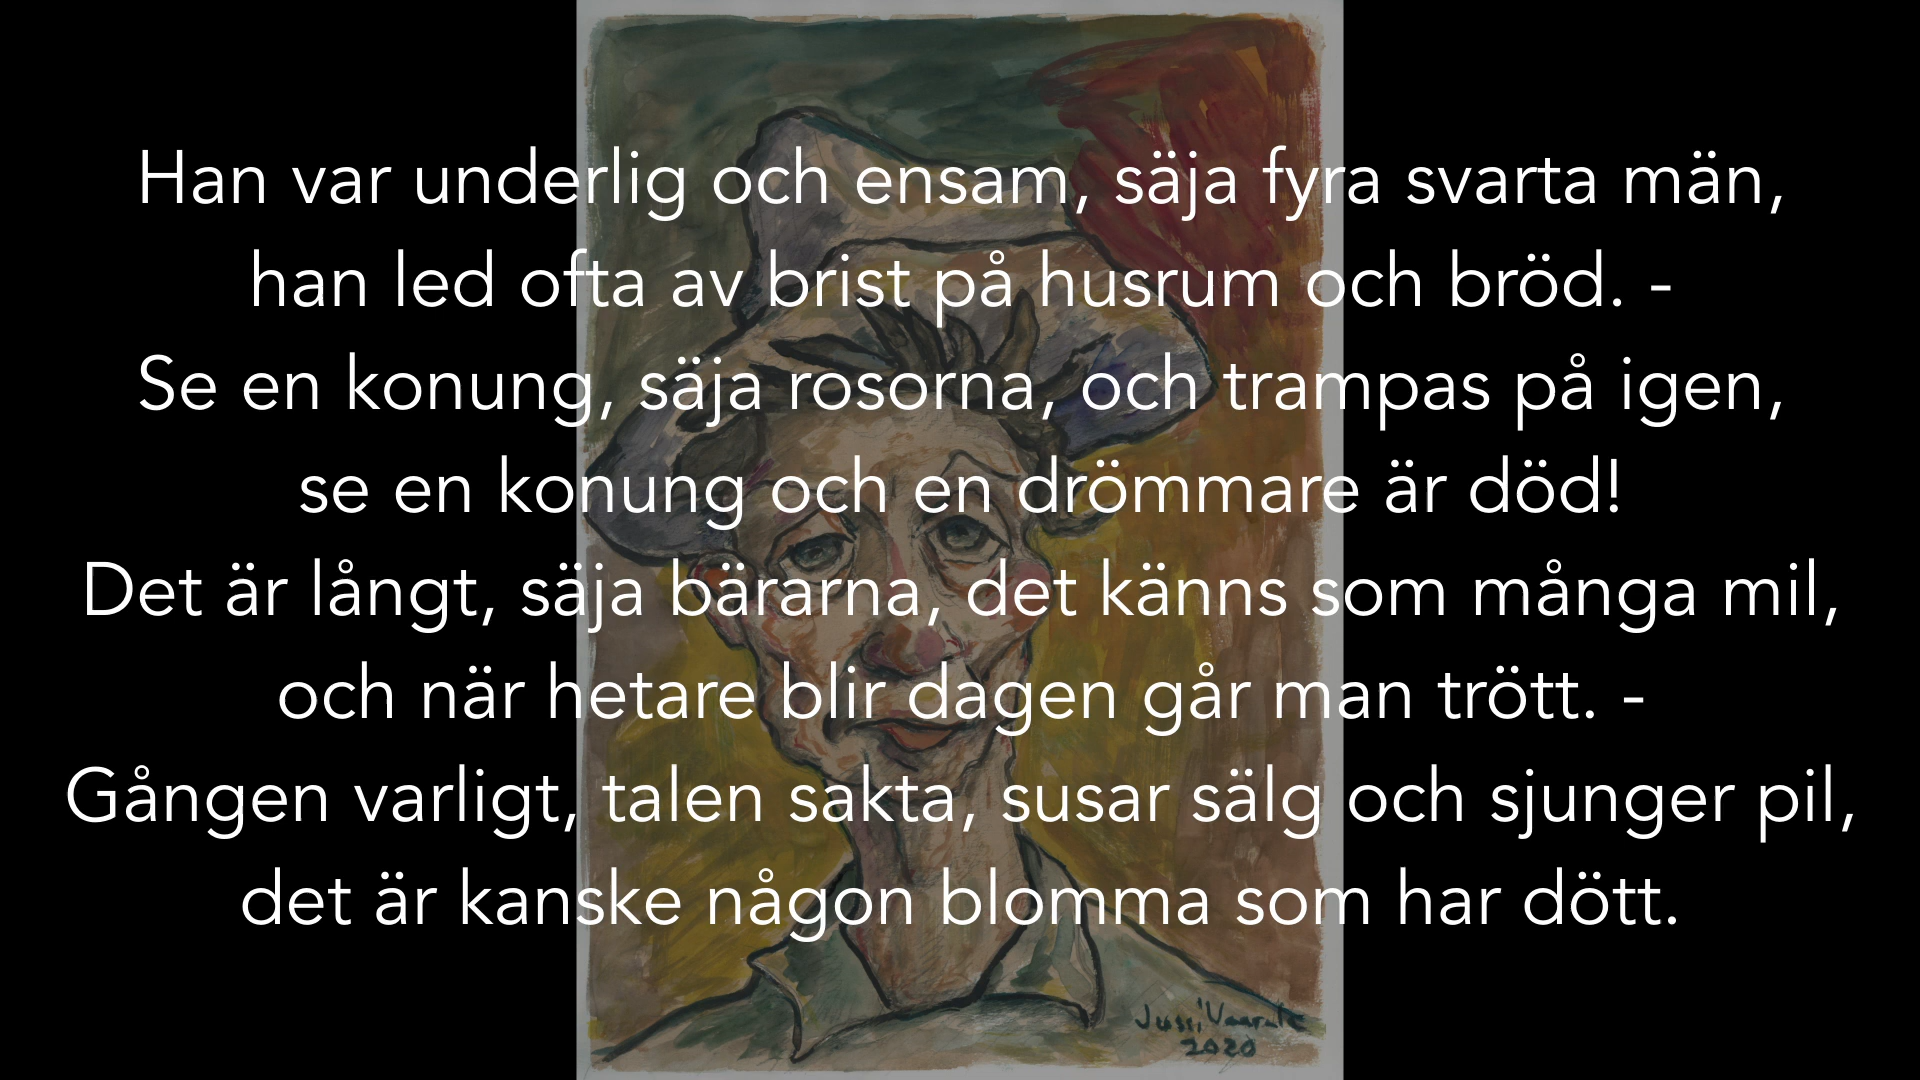 Han var underlig och ensam, säja fyra svarta män,
han led ofta av brist på husrum och bröd. -
Se en konung, säja rosorna, och trampas på igen,
se en konung och en drömmare är död!
Det är långt, säja bärarna, det känns som många mil,
och när hetare blir dagen går man trött. -
Gången varligt, talen sakta, susar sälg och sjunger pil,
det är kanske någon blomma som har dött.
Jussi
2020